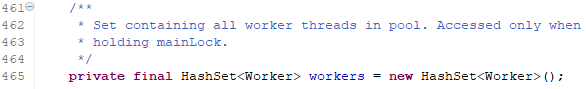 461 /**
462 * Set containing all worker threads in pool. Accessed only when
463 * holding mainLock.
464 */
465 private final HashSet<Worker> workers = new HashSet<Worker>();